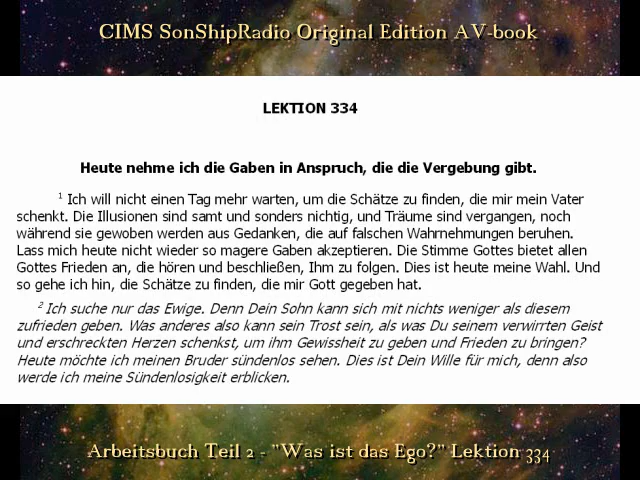 CIMS SonShipRadio Original Edition AV-book
LEKTION 334
Heute nehme ich die Gaben in Anspruch, die die Vergebung gibt.
¹ Ich will nicht einen Tag mehr warten, um die Schätze zu finden, die mir mein Vater
schenkt. Die Illusionen sind samt und sonders nichtig, und Träume sind vergangen, noch
während sie gewoben werden aus Gedanken, die auf falschen Wahrnehmungen beruhen.
Lass mich heute nicht wieder so magere Gaben akzeptieren. Die Stimme Gottes bietet allen
Gottes Frieden an, die hören und beschließen, Ihm zu folgen. Dies ist heute meine Wahl. Und
so gehe ich hin, die Schätze zu finden, die mir Gott gegeben hat.
² Ich suche nur das Ewige. Denn Dein Sohn kann sich mit nichts weniger als diesem
zufrieden geben. Was anderes also kann sein Trost sein, als was Du seinem verwirrten Geist
und erschreckten Herzen schenkst, um ihm Gewissheit zu geben und Frieden zu bringen?
Heute möchte ich meinen Bruder sündenlos sehen. Dies ist Dein Wille für mich, denn also
werde ich meine Sündenlosigkeit erblicken.
Arbeitsbuch Teil 2 - "Was ist das Ego?" Lektion 334